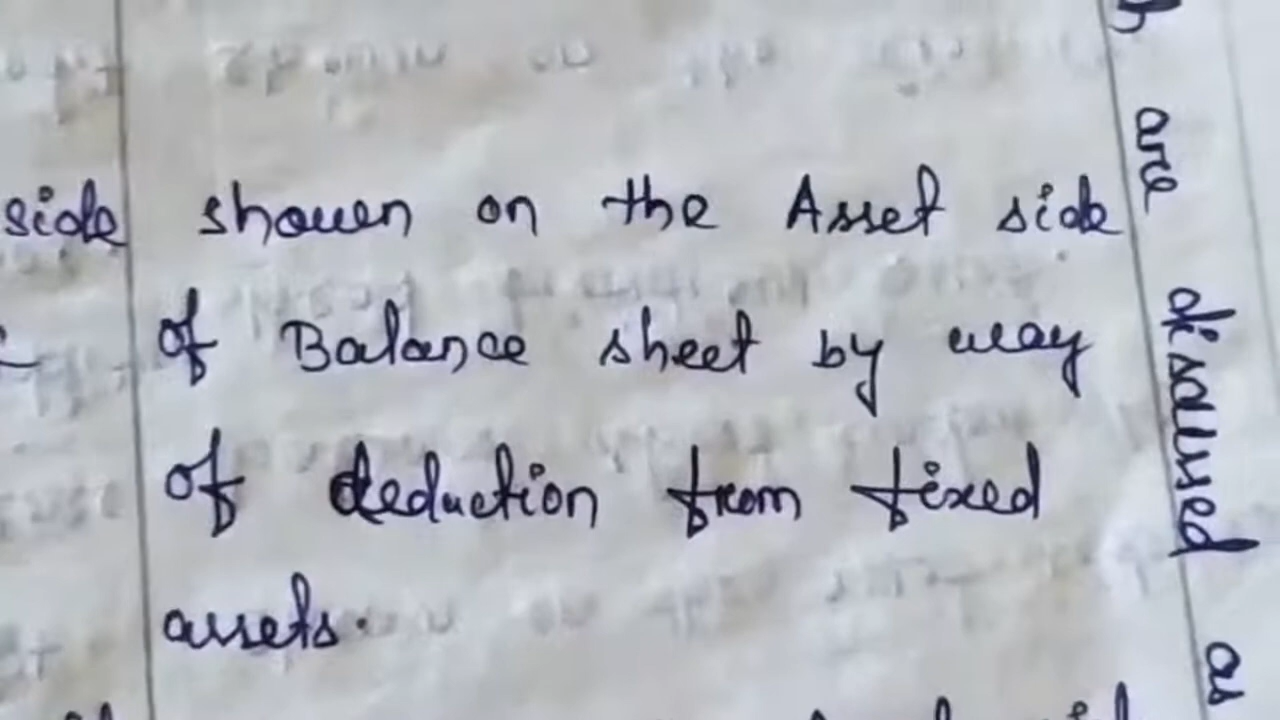 side shown on the Asset side
of Balance sheet by way
of deduction from fixed
assets.
are discussed as